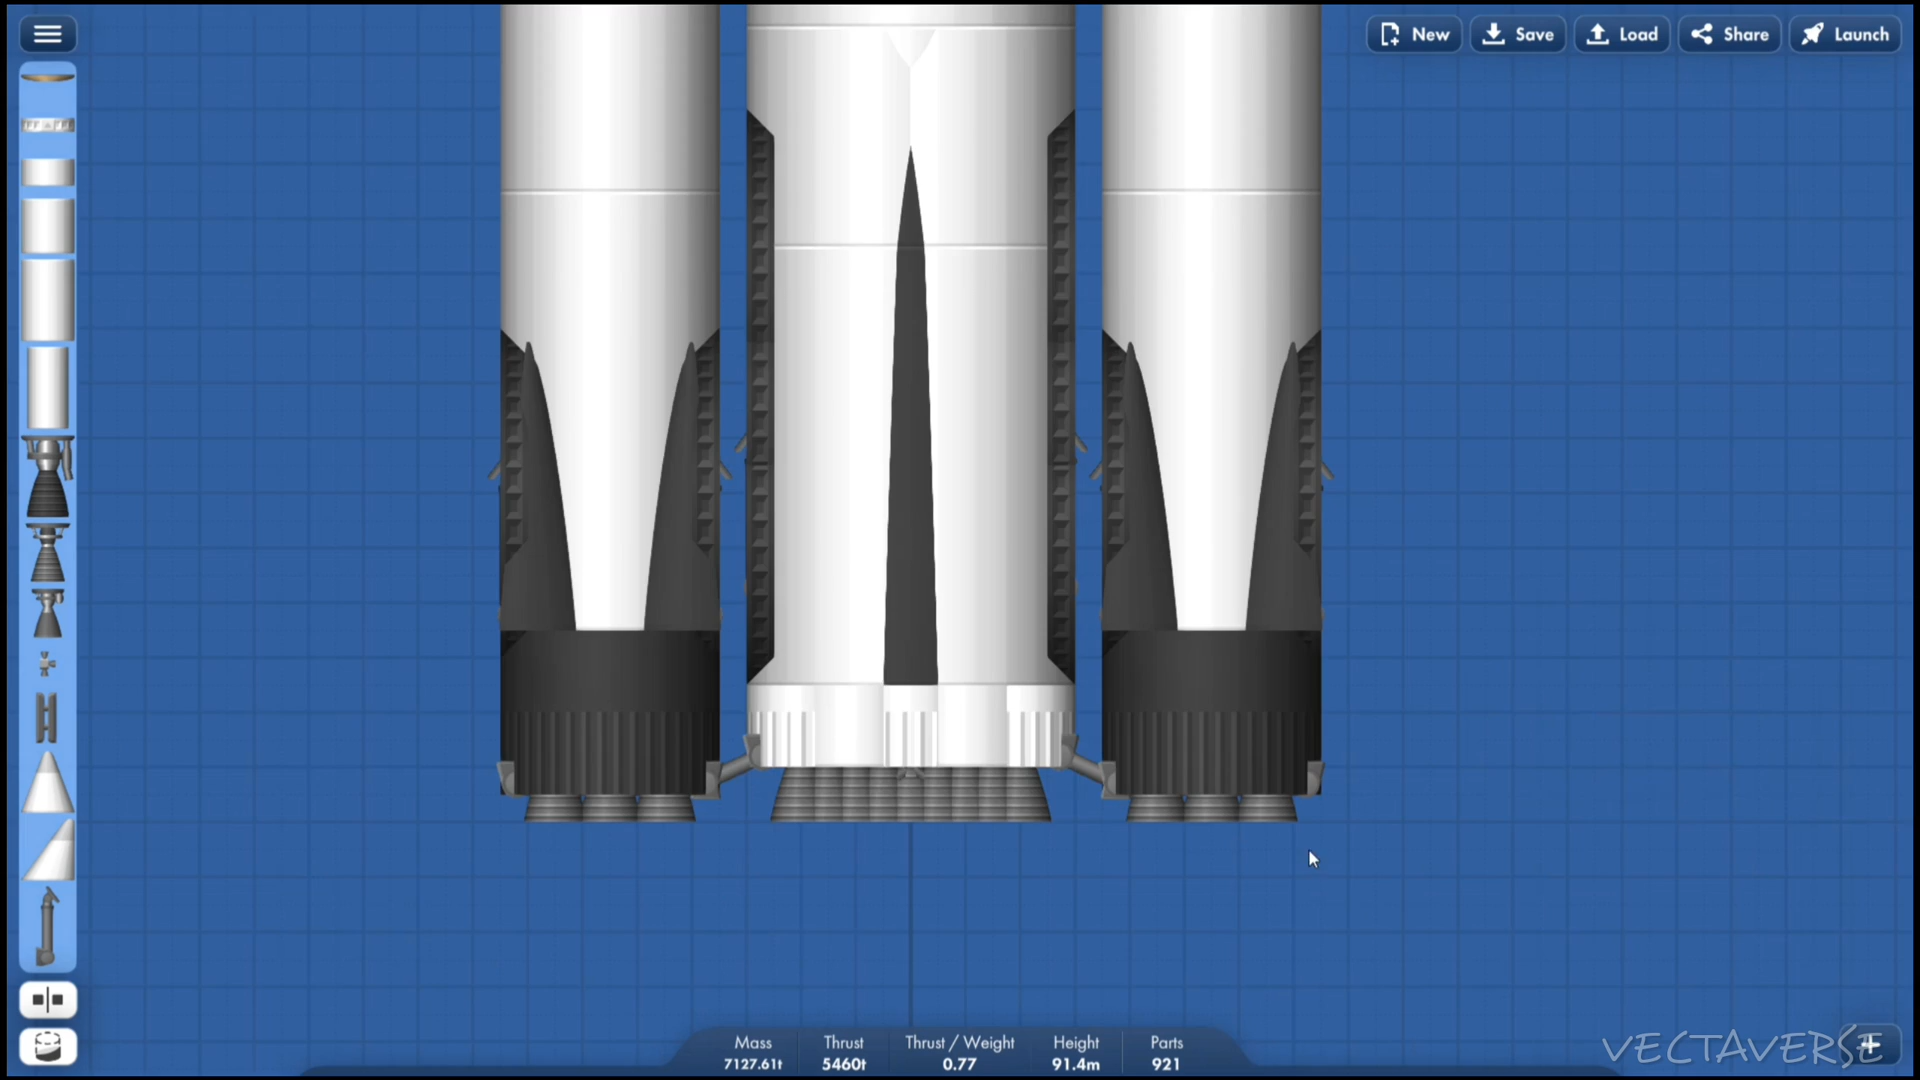 New Save Load Share Launch
Mass Thrust Thrust / Weight Height Parts
7127.61t 5460t 0.77 91.4m 921
VECTAVERSE